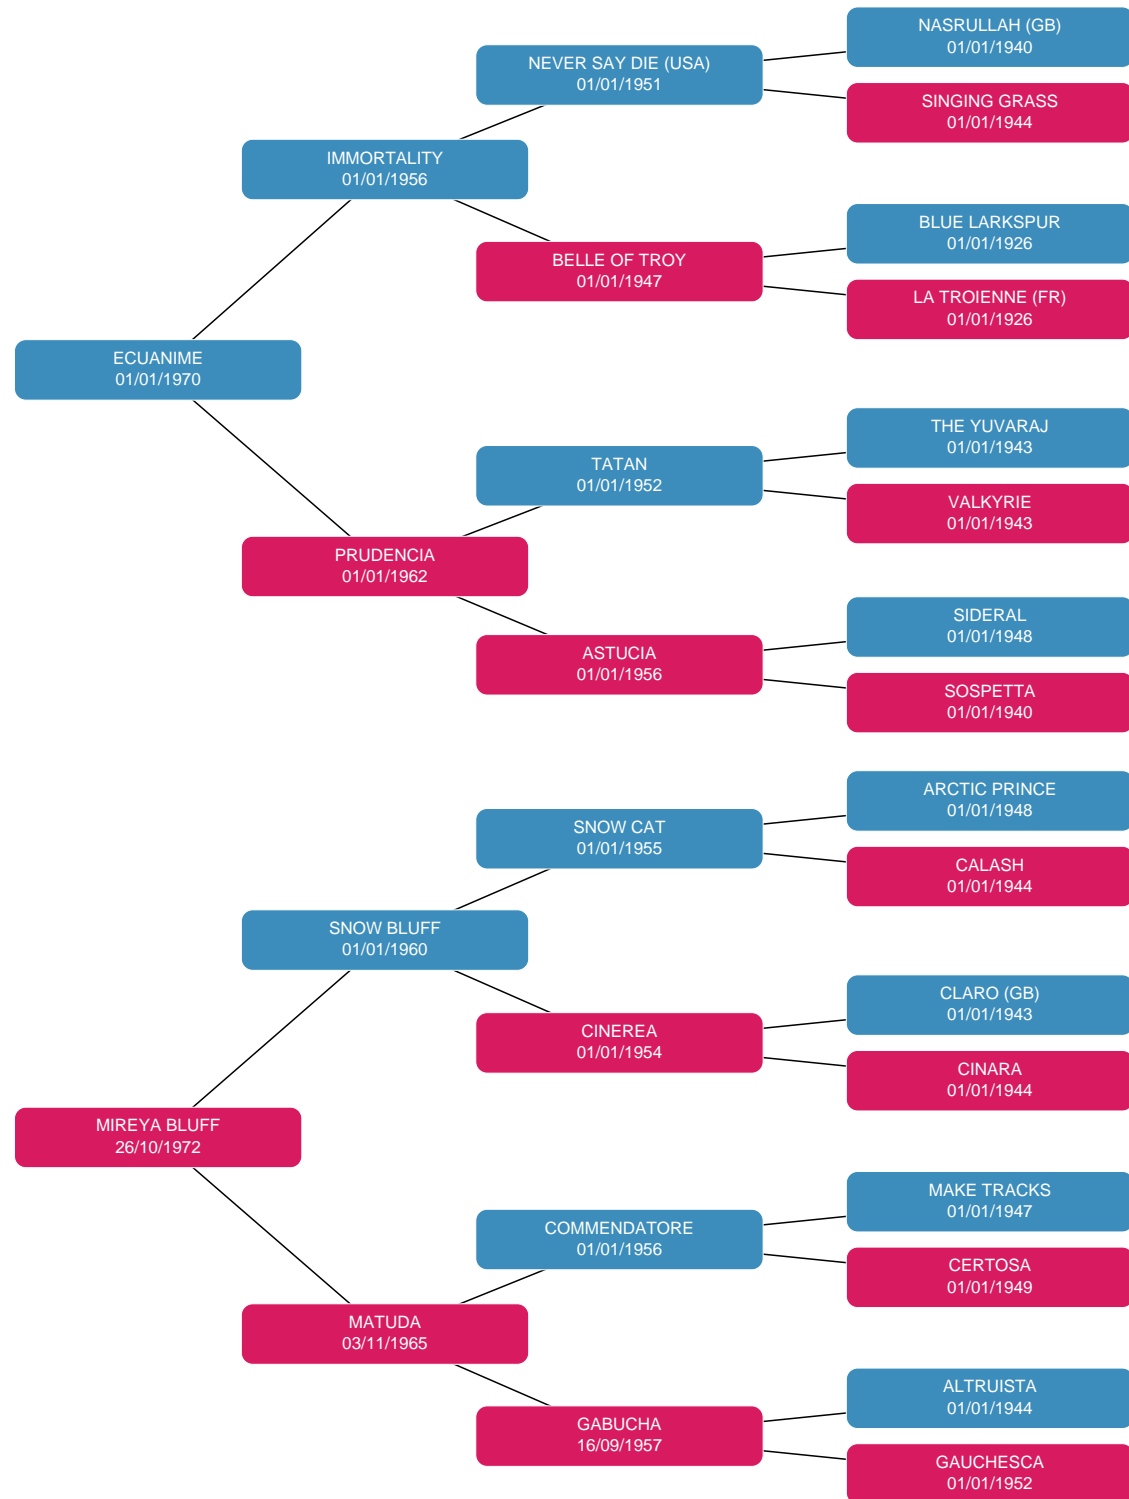 NASRULLAH (GB)
01/01/1940
NEVER SAY DIE (USA)
01/01/1951
SINGING GRASS
01/01/1944
IMMORTALITY
01/01/1956
BLUE LARKSPUR
01/01/1926
BELLE OF TROY
01/01/1947
LA TROIENNE (FR)
01/01/1926
ECUANIME
01/01/1970
THE YUVARAJ
01/01/1943
TATAN
01/01/1952
VALKYRIE
01/01/1943
PRUDENCIA
01/01/1962
SIDERAL
01/01/1948
ASTUCIA
01/01/1956
SOSPETTA
01/01/1940
ARCTIC PRINCE
01/01/1948
SNOW CAT
01/01/1955
CALASH
01/01/1944
SNOW BLUFF
01/01/1960
CLARO (GB)
01/01/1943
CINEREA
01/01/1954
CINARA
01/01/1944
MIREYA BLUFF
26/10/1972
MAKE TRACKS
01/01/1947
COMMENDATORE
01/01/1956
CERTOSA
01/01/1949
MATUDA
03/11/1965
ALTRUISTA
01/01/1944
GABUCHA
16/09/1957
GAUCHESCA
01/01/1952